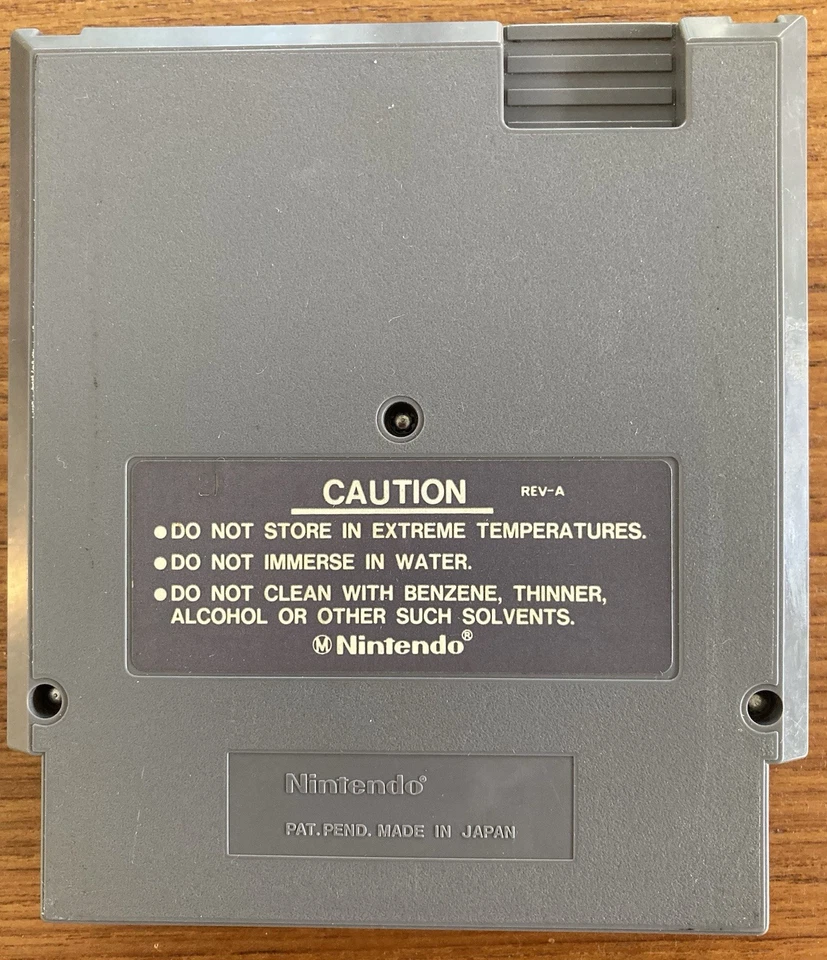 CAUTION REV-A
●DO NOT STORE IN EXTREME TEMPERATURES.
●DO NOT IMMERSE IN WATER.
●DO NOT CLEAN WITH BENZENE, THINNER,
ALCOHOL OR OTHER SUCH SOLVENTS.
Ⓜ Nintendo®
Nintendo®
PAT. PEND. MADE IN JAPAN